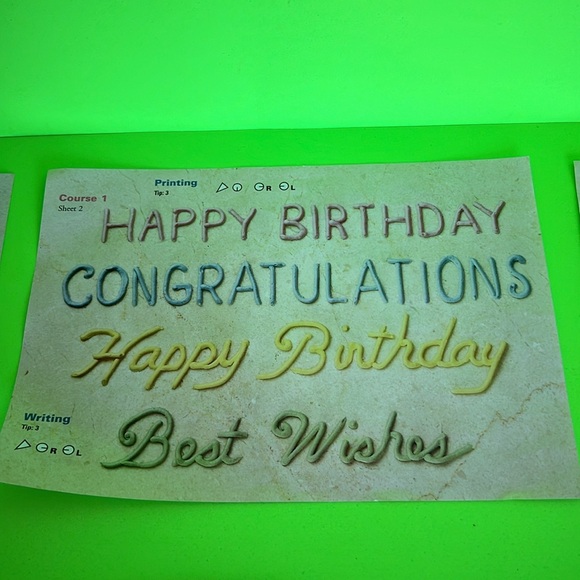 Printing
Tip: 3
R L
Course 1
Sheet 2
HAPPY BIRTHDAY
CONGRATULATIONS
Happy Birthday
Writing
Tip: 3
R L
Best Wishes